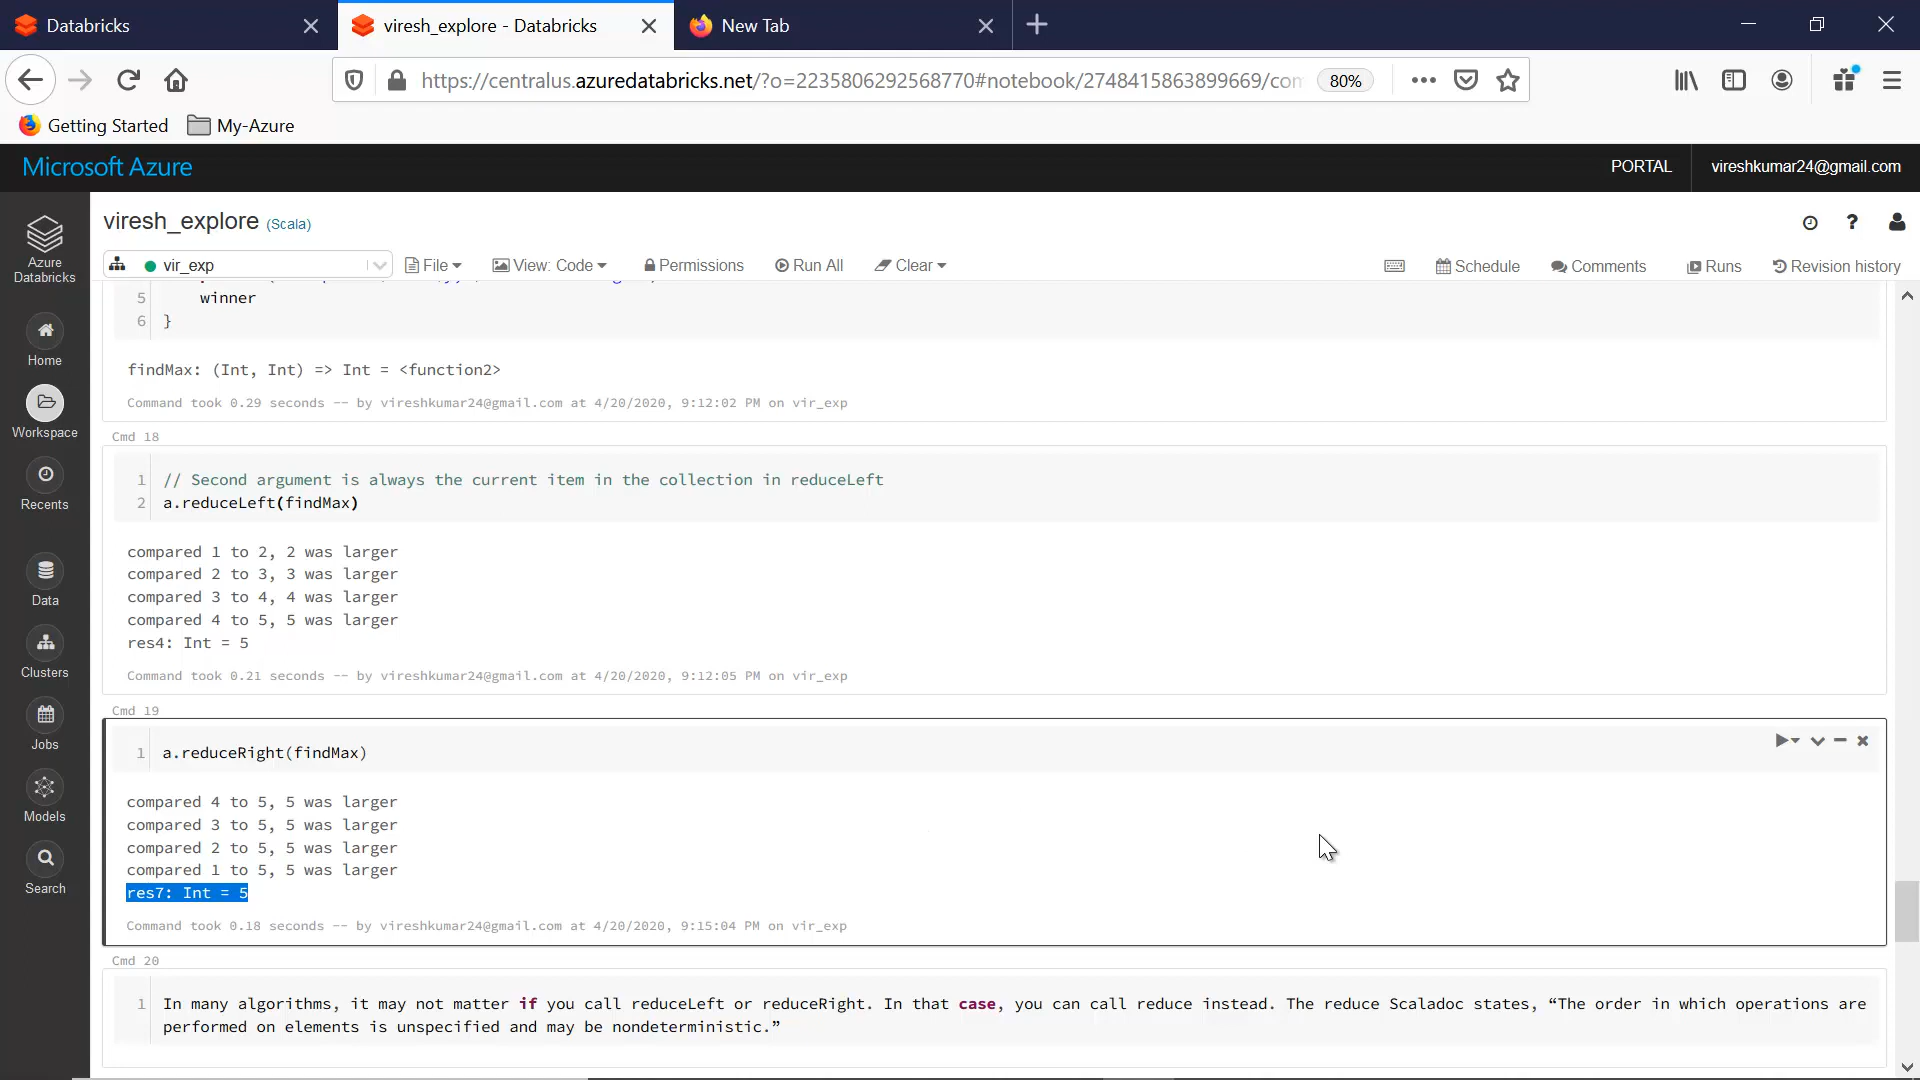 Databricks
viresh_explore - Databricks
New Tab
https://centralus.azuredatabricks.net/?o=2235806292568770#notebook/2748415863899669/con
80%
Getting Started
My-Azure
Microsoft Azure
PORTAL
vireshkumar24@gmail.com
Azure
Databricks
Home
Workspace
Recents
Data
Clusters
Jobs
Models
Search
viresh_explore (Scala)
vir_exp
File
View: Code
Permissions
Run All
Clear
Schedule
Comments
Runs
Revision history
5 winner
6 }
findMax: (Int, Int) => Int = <function2>
Command took 0.29 seconds -- by vireshkumar24@gmail.com at 4/20/2020, 9:12:02 PM on vir_exp
Cmd 18
1 // Second argument is always the current item in the collection in reduceLeft
2 a.reduceLeft(findMax)
compared 1 to 2, 2 was larger
compared 2 to 3, 3 was larger
compared 3 to 4, 4 was larger
compared 4 to 5, 5 was larger
res4: Int = 5
Command took 0.21 seconds -- by vireshkumar24@gmail.com at 4/20/2020, 9:12:05 PM on vir_exp
Cmd 19
1 a.reduceRight(findMax)
compared 4 to 5, 5 was larger
compared 3 to 5, 5 was larger
compared 2 to 5, 5 was larger
compared 1 to 5, 5 was larger
res7: Int = 5
Command took 0.18 seconds -- by vireshkumar24@gmail.com at 4/20/2020, 9:15:04 PM on vir_exp
Cmd 20
1 In many algorithms, it may not matter if you call reduceLeft or reduceRight. In that case, you can call reduce instead. The reduce Scaladoc states, “The order in which operations are
performed on elements is unspecified and may be nondeterministic.”